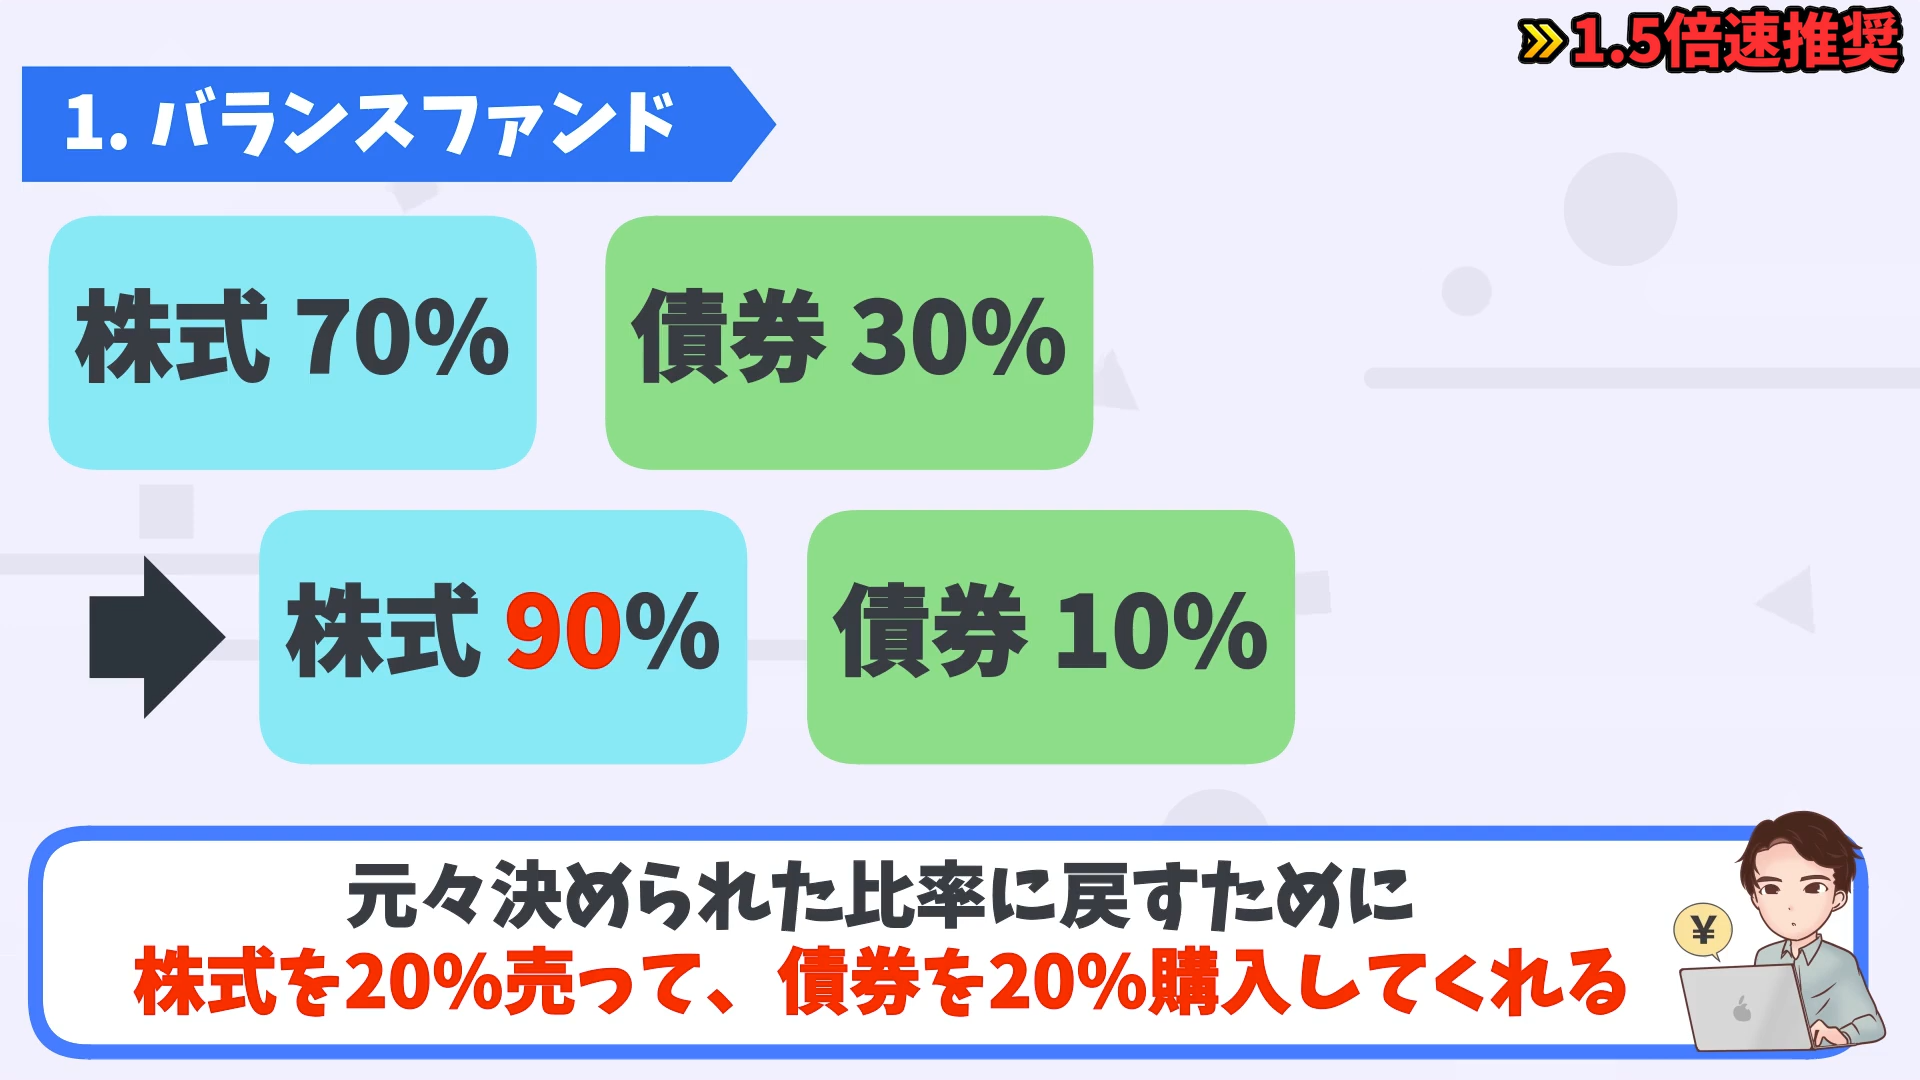 1.5倍速推奨
1. バランスファンド
株式 70%
債券 30%
株式 90%
債券 10%
元々決められた比率に戻すために
株式を20%売って、債券を20%購入してくれる
¥